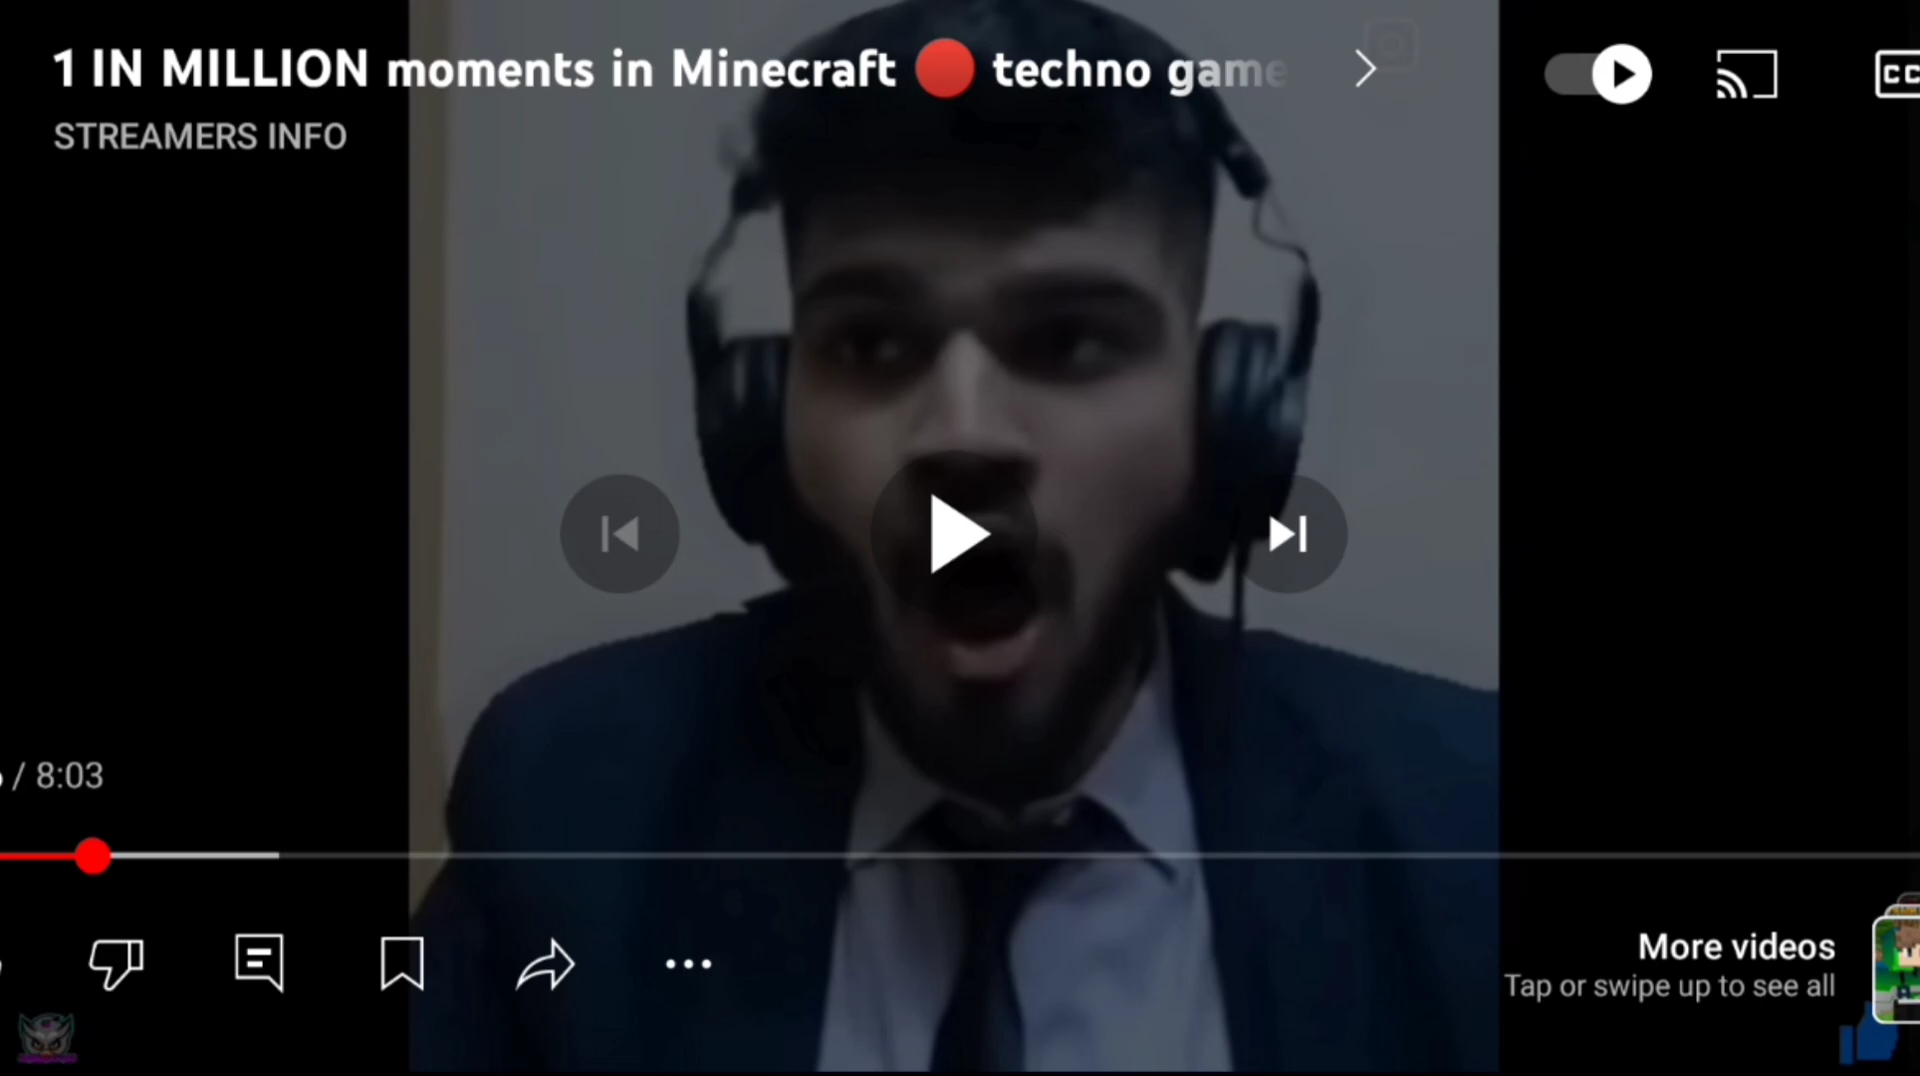 1 IN MILLION moments in Minecraft 🔴 techno game
STREAMERS INFO
CC
/ 8:03
More videos
Tap or swipe up to see all